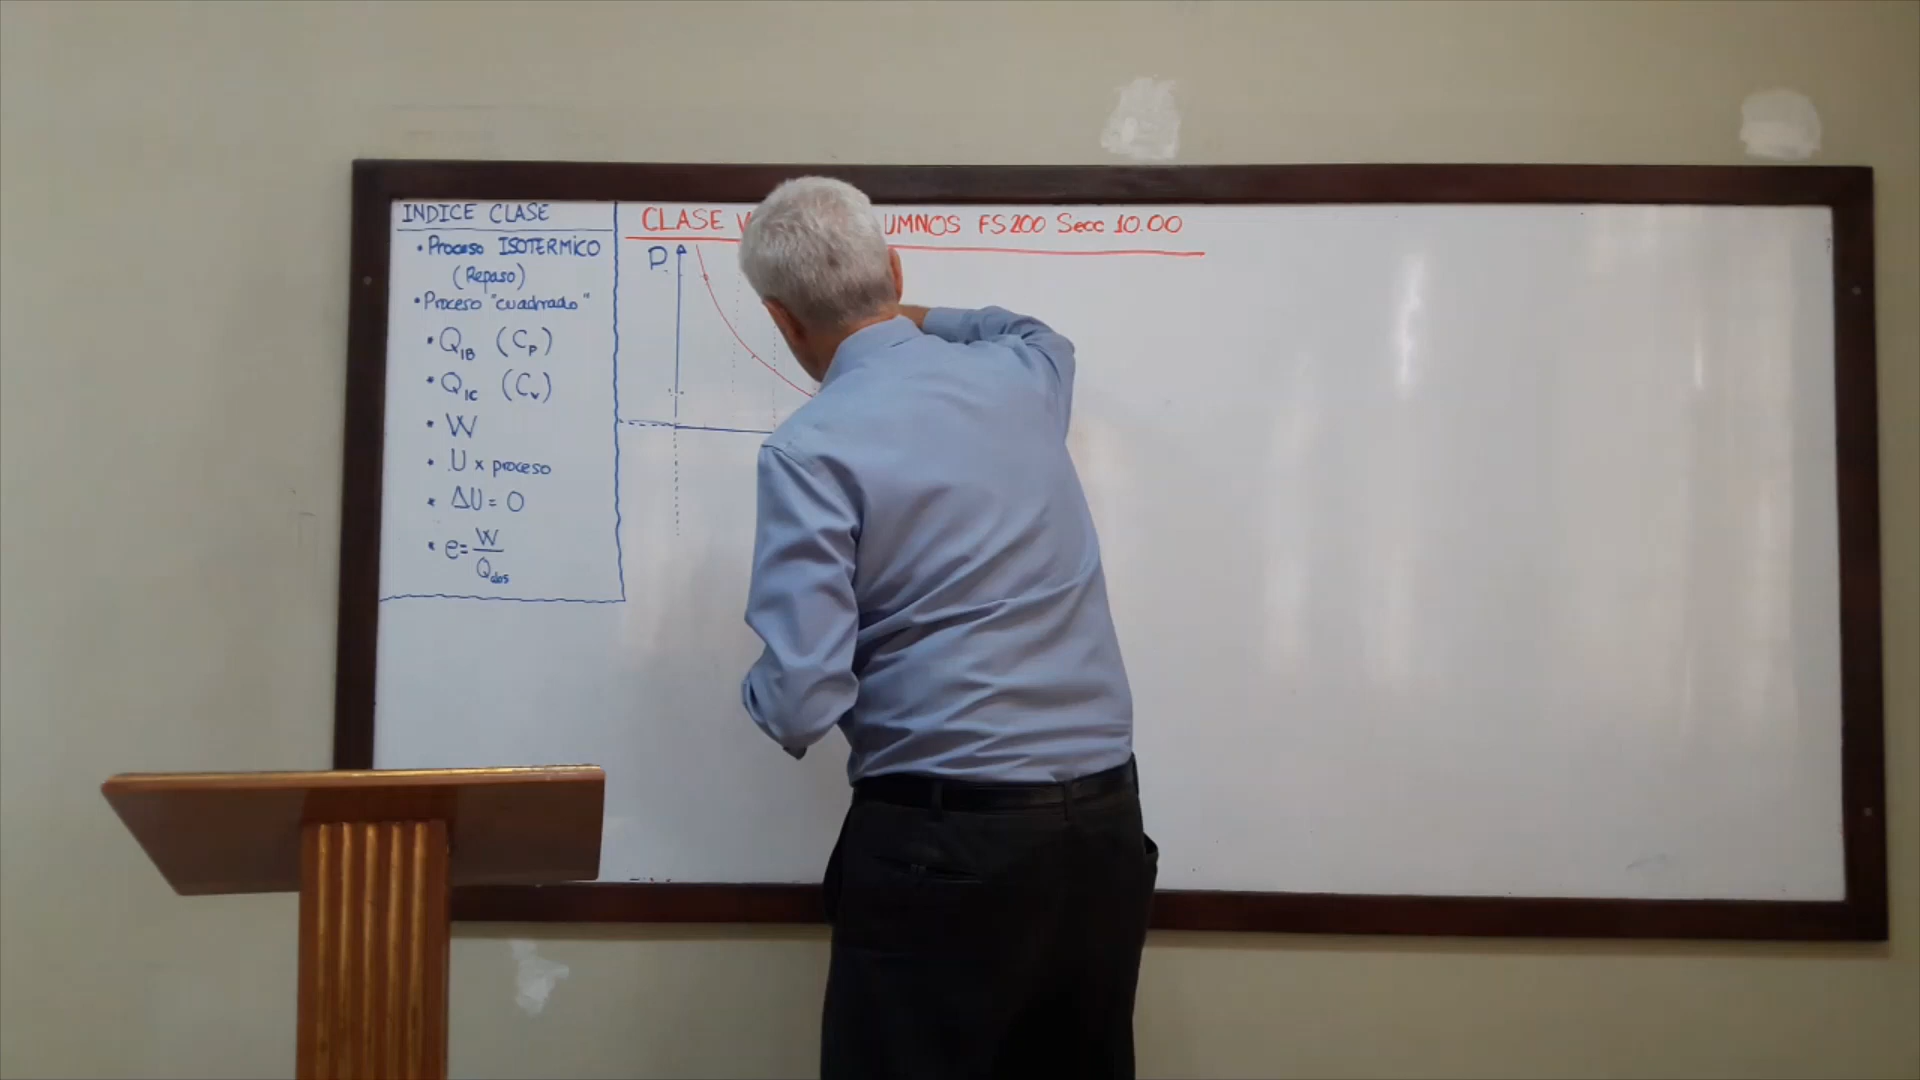 INDICE CLASE
• Proceso ISOTERMICO
(Repaso)
• Proceso "cuadrado"
• Q1B (Cp)
• Q1C (Cv)
• W
• U x proceso
• ΔU = 0
• e = W / Qabs
CLASE UMNOS FS200 Secc 10.00
P